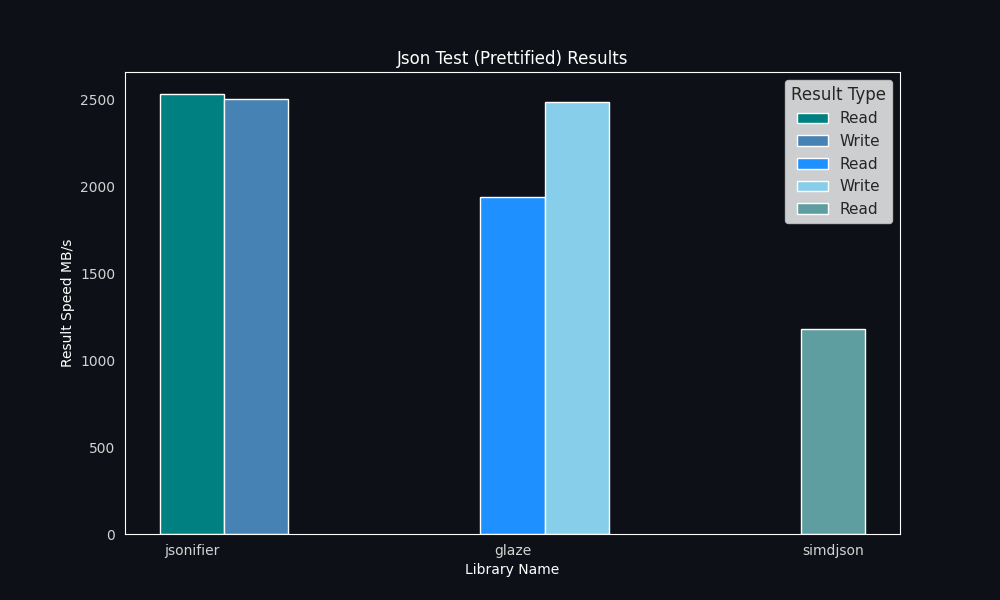 Json Test (Prettified) Results
Result Type
Read
Write
Read
Write
Read
2500
2000
1500
1000
500
0
Result Speed MB/s
jsonifier glaze simdjson
Library Name